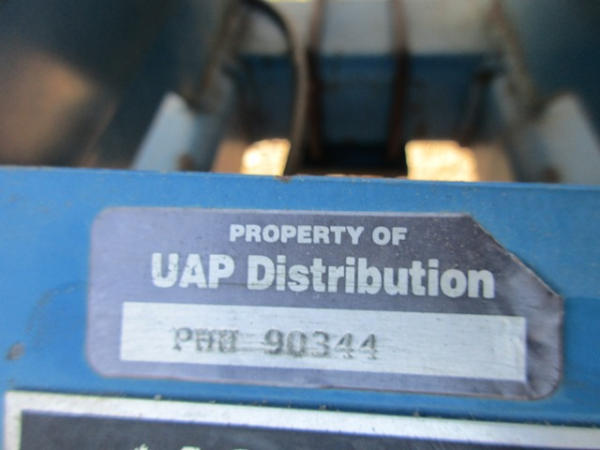 PROPERTY OF
UAP Distribution
90344